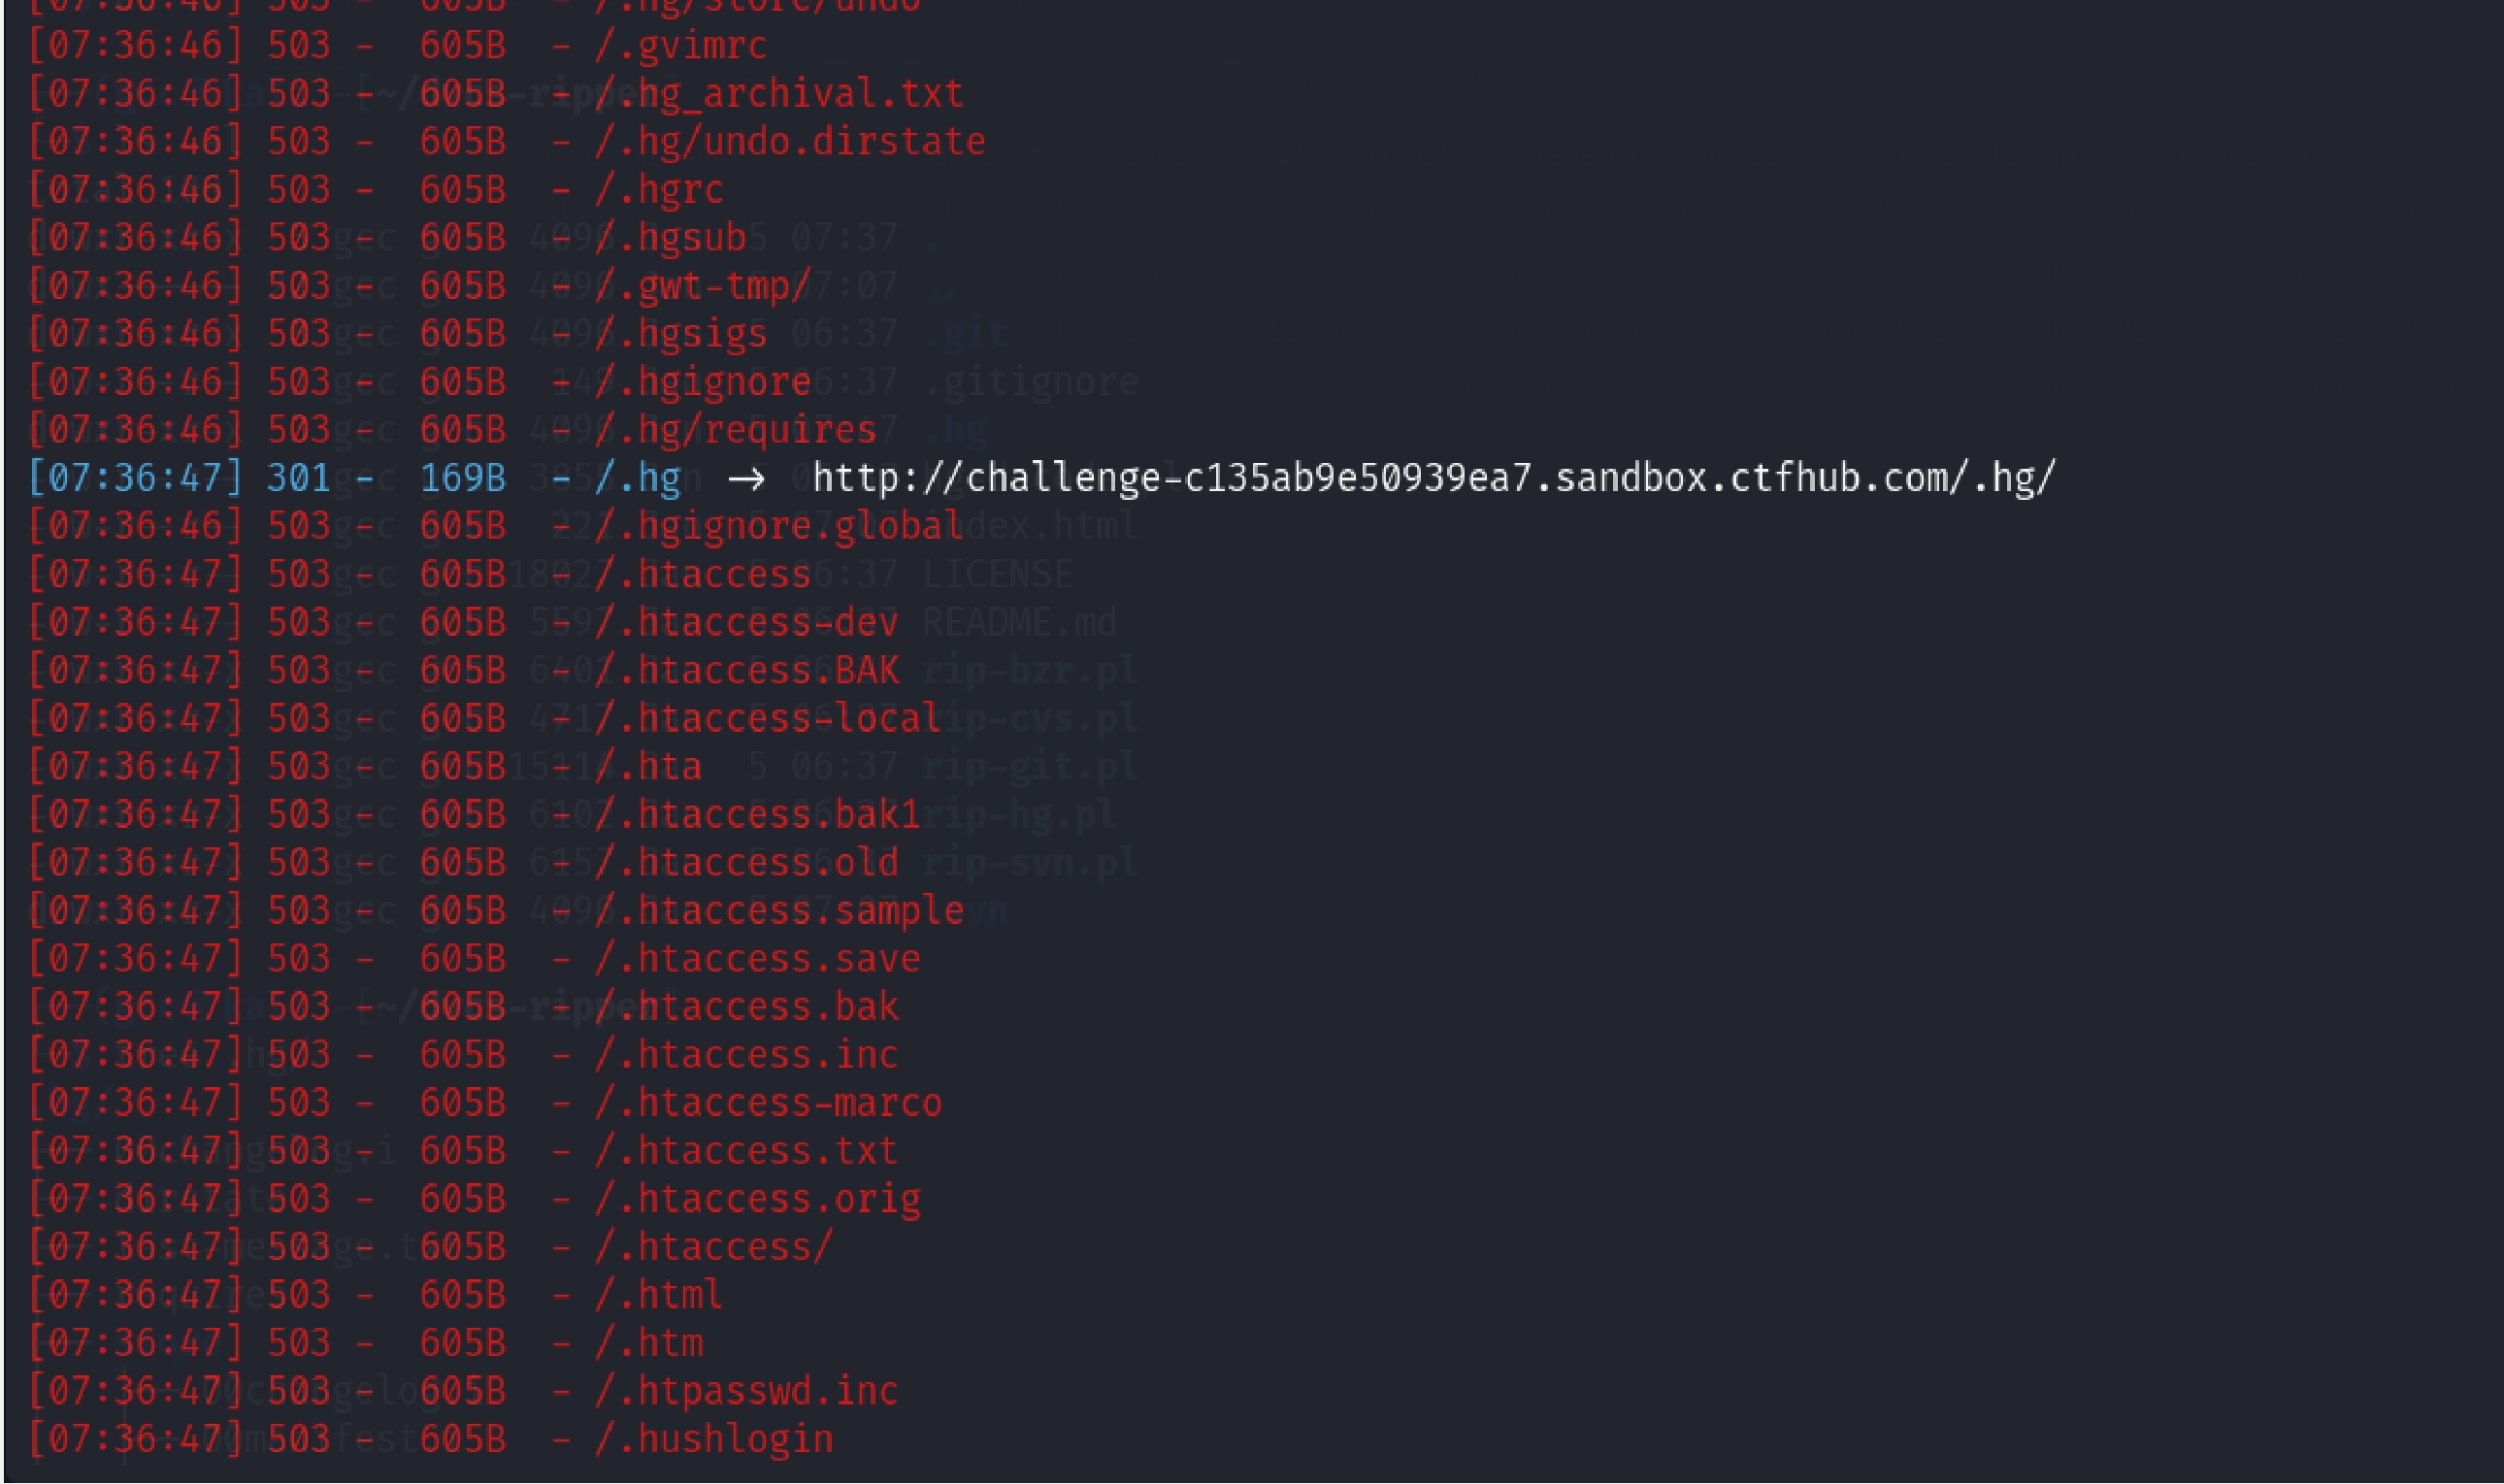 [07:36:46] 503 -  605B  - /.hg/store/undo
[07:36:46] 503 -  605B  - /.gvimrc
[07:36:46] 503 -  605B  - /.hg_archival.txt
[07:36:46] 503 -  605B  - /.hg/undo.dirstate
[07:36:46] 503 -  605B  - /.hgrc
[07:36:46] 503 -  605B  - /.hgsub
[07:36:46] 503 -  605B  - /.gwt-tmp/
[07:36:46] 503 -  605B  - /.hgsigs
[07:36:46] 503 -  605B  - /.hgignore
[07:36:46] 503 -  605B  - /.hg/requires
[07:36:47] 301 -  169B  - /.hg  →  http://challenge-c135ab9e50939ea7.sandbox.ctfhub.com/.hg/
[07:36:46] 503 -  605B  - /.hgignore.global
[07:36:47] 503 -  605B  - /.htaccess
[07:36:47] 503 -  605B  - /.htaccess-dev
[07:36:47] 503 -  605B  - /.htaccess.BAK
[07:36:47] 503 -  605B  - /.htaccess-local
[07:36:47] 503 -  605B  - /.hta
[07:36:47] 503 -  605B  - /.htaccess.bak1
[07:36:47] 503 -  605B  - /.htaccess.old
[07:36:47] 503 -  605B  - /.htaccess.sample
[07:36:47] 503 -  605B  - /.htaccess.save
[07:36:47] 503 -  605B  - /.htaccess.bak
[07:36:47] 503 -  605B  - /.htaccess.inc
[07:36:47] 503 -  605B  - /.htaccess-marco
[07:36:47] 503 -  605B  - /.htaccess.txt
[07:36:47] 503 -  605B  - /.htaccess.orig
[07:36:47] 503 -  605B  - /.htaccess/
[07:36:47] 503 -  605B  - /.html
[07:36:47] 503 -  605B  - /.htm
[07:36:47] 503 -  605B  - /.htpasswd.inc
[07:36:47] 503 -  605B  - /.hushlogin